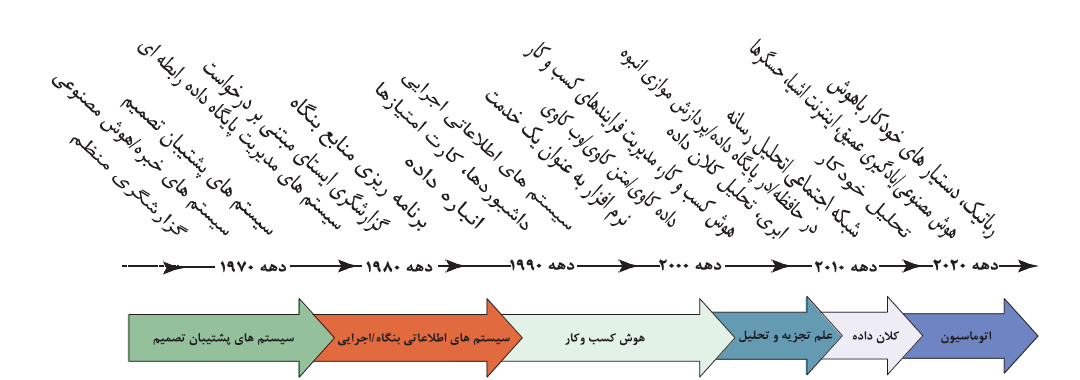 گزارشگری منظم
سیستم های خبره/هوش مصنوعی
سیستم های پشتیبان تصمیم
سیستم های مدیریت پایگاه داده رابطه ای
گزارشگری ایستای مبتنی بر درخواست
برنامه ریزی منابع بنگاه
انباره داده
داشبوردها، کارت امتیازها
سیستم های اطلاعاتی اجرایی
نرم افزار به عنوان یک خدمت
داده کاوی/متن کاوی/وب کاوی
هوش کسب و کار، مدیریت فرایندهای کسب و کار
ابری، تحلیل کلان داده
در حافظه/در پایگاه داده/پردازش موازی انبوه
شبکه اجتماعی/تحلیل رسانه
تحلیل خودکار
هوش مصنوعی/یادگیری عمیق، اینترنت اشیا، حسگرها
رباتیک، دستیار های خودکار باهوش
دهه ۱۹۷۰
دهه ۱۹۸۰
دهه ۱۹۹۰
دهه ۲۰۰۰
دهه ۲۰۱۰
دهه ۲۰۲۰
سیستم های پشتیبان تصمیم
سیستم های اطلاعاتی بنگاه/اجرایی
هوش کسب وکار
علم تجزیه و تحلیل
کلان داده
اتوماسیون